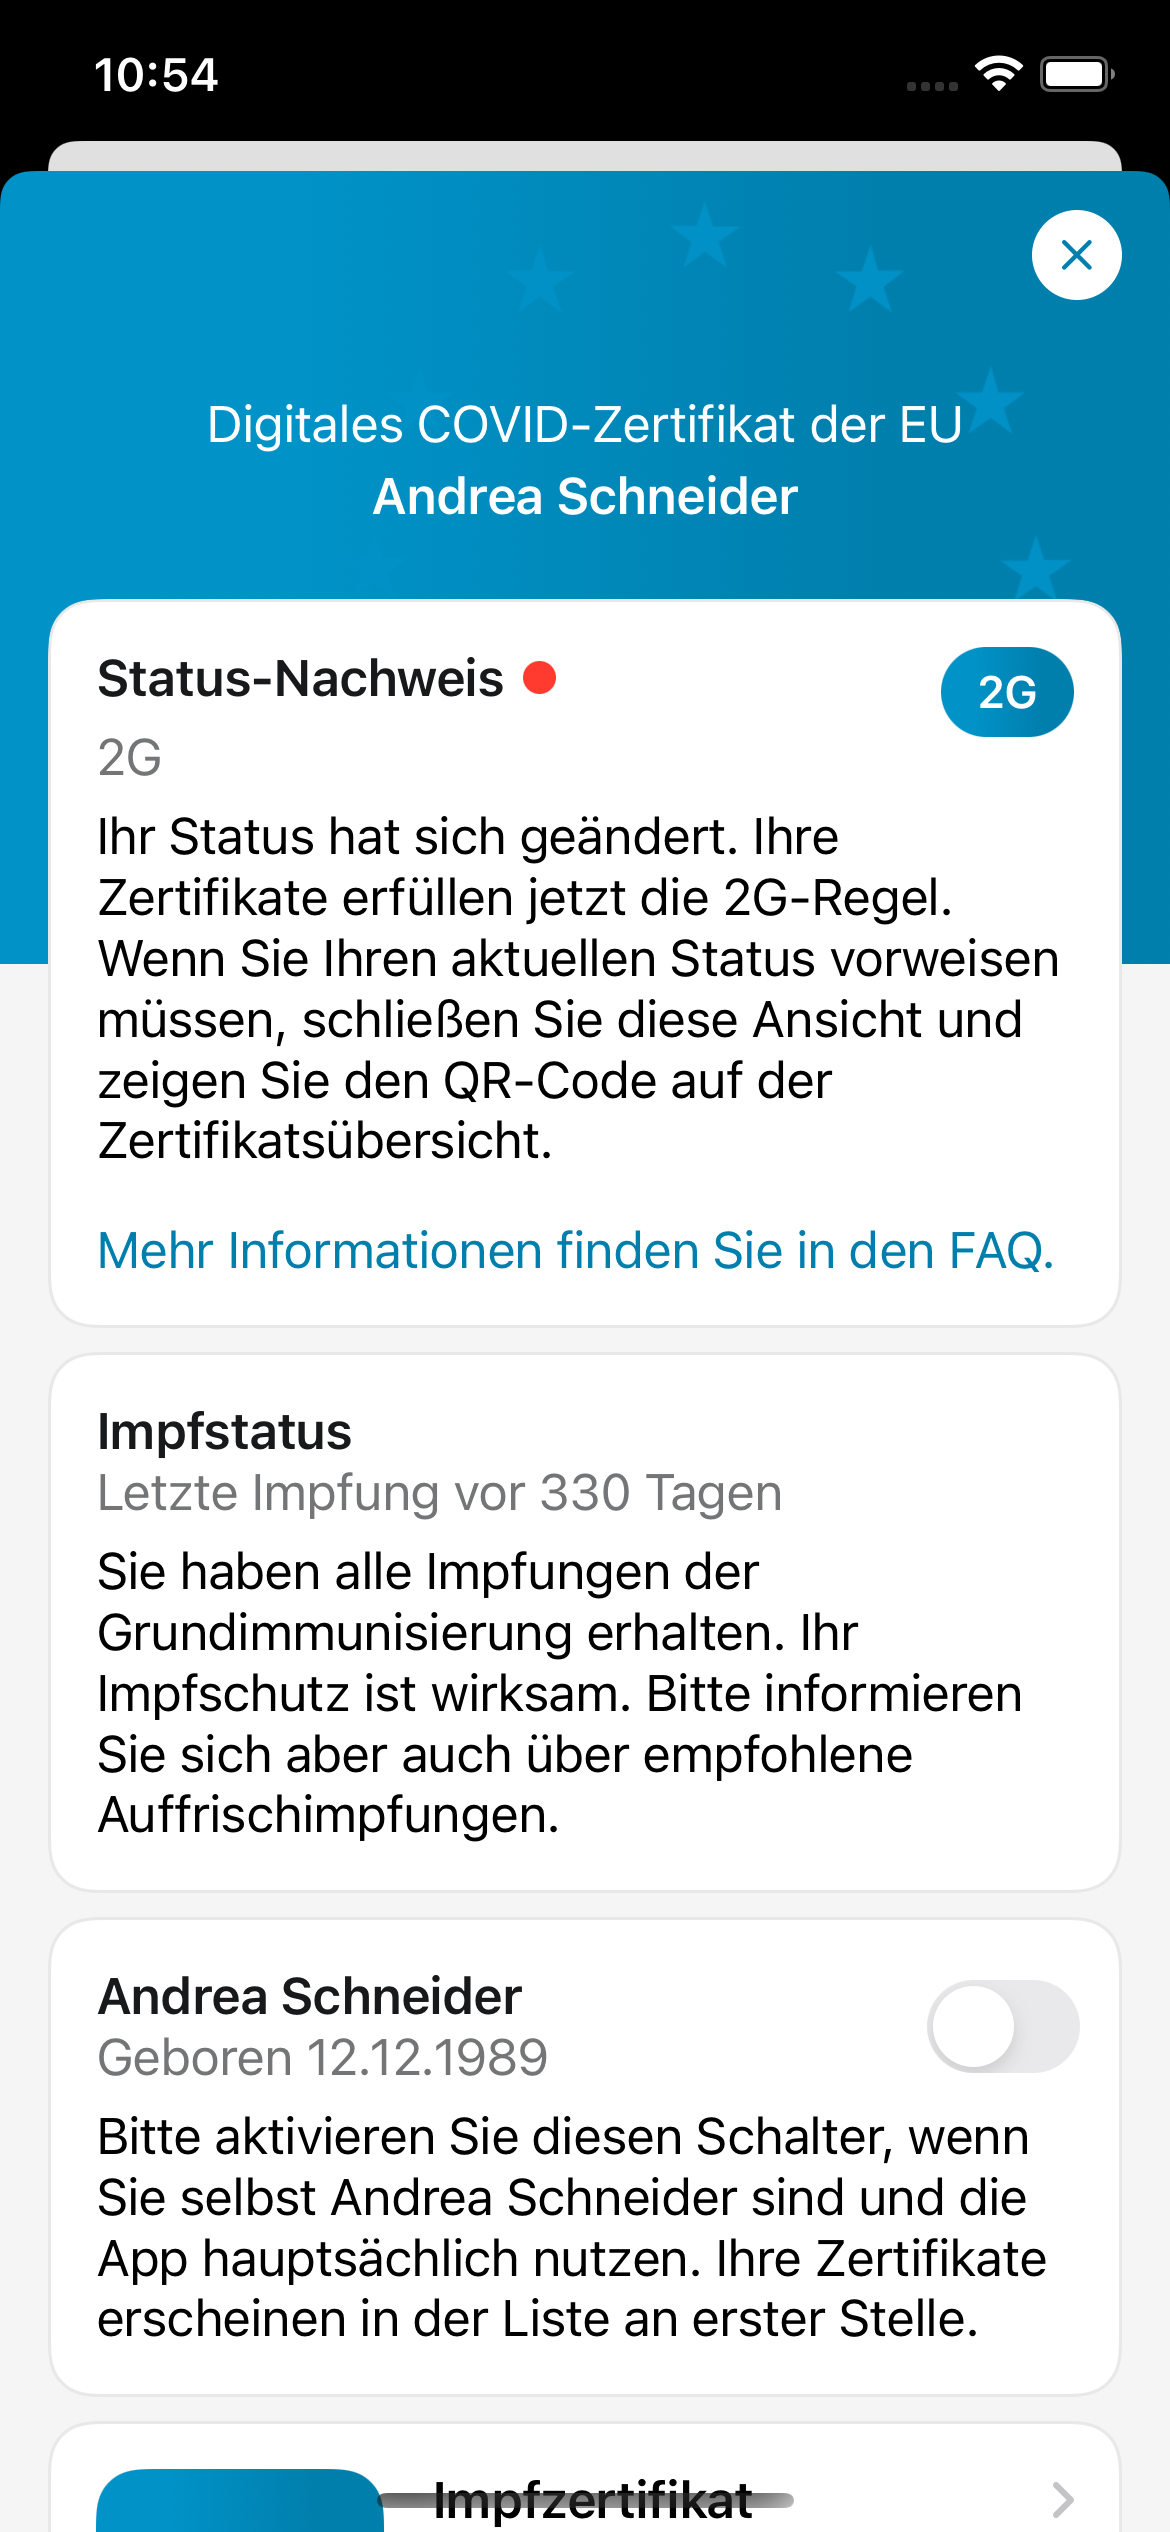 10:54
Digitales COVID-Zertifikat der EU
Andrea Schneider
Status-Nachweis
2G
2G
Ihr Status hat sich geändert. Ihre
Zertifikate erfüllen jetzt die 2G-Regel.
Wenn Sie Ihren aktuellen Status vorweisen
müssen, schließen Sie diese Ansicht und
zeigen Sie den QR-Code auf der
Zertifikatsübersicht.
Mehr Informationen finden Sie in den FAQ.
Impfstatus
Letzte Impfung vor 330 Tagen
Sie haben alle Impfungen der
Grundimmunisierung erhalten. Ihr
Impfschutz ist wirksam. Bitte informieren
Sie sich aber auch über empfohlene
Auffrischimpfungen.
Andrea Schneider
Geboren 12.12.1989
Bitte aktivieren Sie diesen Schalter, wenn
Sie selbst Andrea Schneider sind und die
App hauptsächlich nutzen. Ihre Zertifikate
erscheinen in der Liste an erster Stelle.
Impfzertifikat